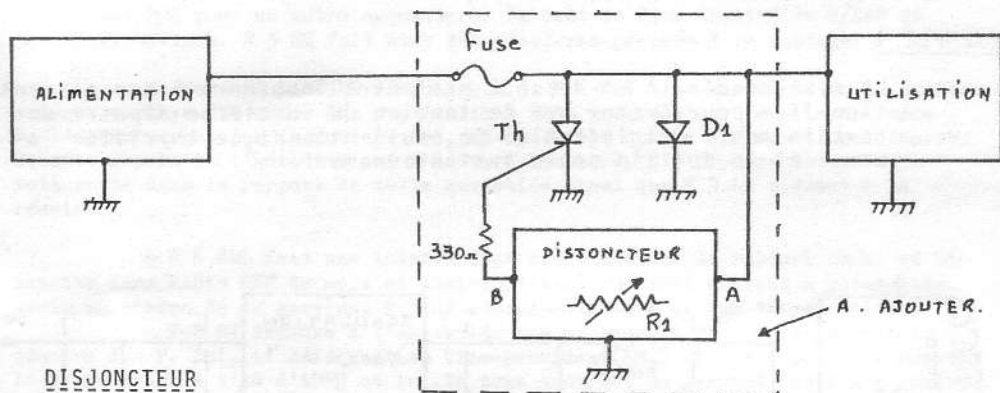 Fuse
ALIMENTATION
UTILISATION
Th
D1
330Ω
DISJONCTEUR
B
A
R1
A. AJOUTER.
DISJONCTEUR